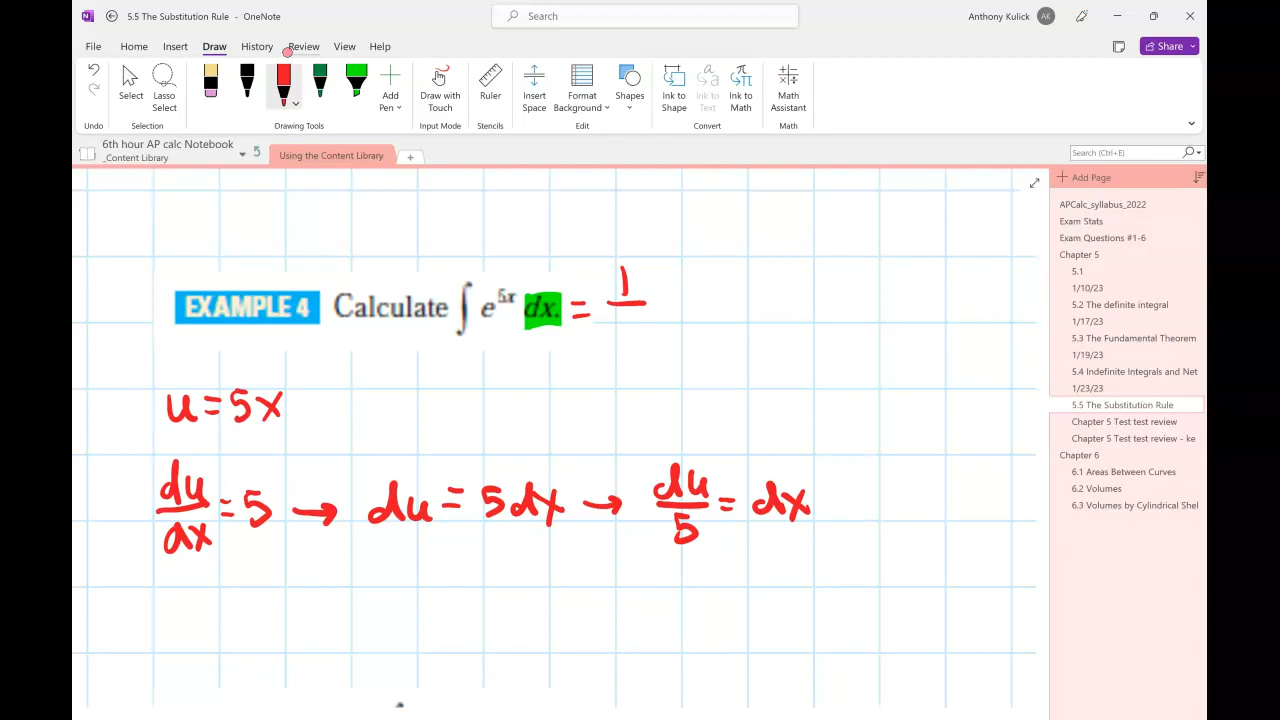 5.5 The Substitution Rule - OneNote
Search
Anthony Kulick AK
File Home Insert Draw History Review View Help
Share
Undo
Select
Lasso Select
Add Pen
Draw with Touch
Ruler
Insert Space
Format Background
Shapes
Ink to Shape
Ink to Text
Ink to Math
Math Assistant
Undo Selection Drawing Tools Input Mode Stencils Edit Convert Math
6th hour AP calc Notebook
_Content Library
Using the Content Library
Search (Ctrl+E)
Add Page
APCalc_syllabus_2022
Exam Stats
Exam Questions #1-6
Chapter 5
5.1
1/10/23
5.2 The definite integral
1/17/23
5.3 The Fundamental Theorem
1/19/23
5.4 Indefinite Integrals and Net
1/23/23
5.5 The Substitution Rule
Chapter 5 Test test review
Chapter 5 Test test review - ke
Chapter 6
6.1 Areas Between Curves
6.2 Volumes
6.3 Volumes by Cylindrical Shel
EXAMPLE 4 Calculate ∫ e^{5x} dx. = 1/
u = 5x
du/dx = 5 → du = 5dx → du/5 = dx